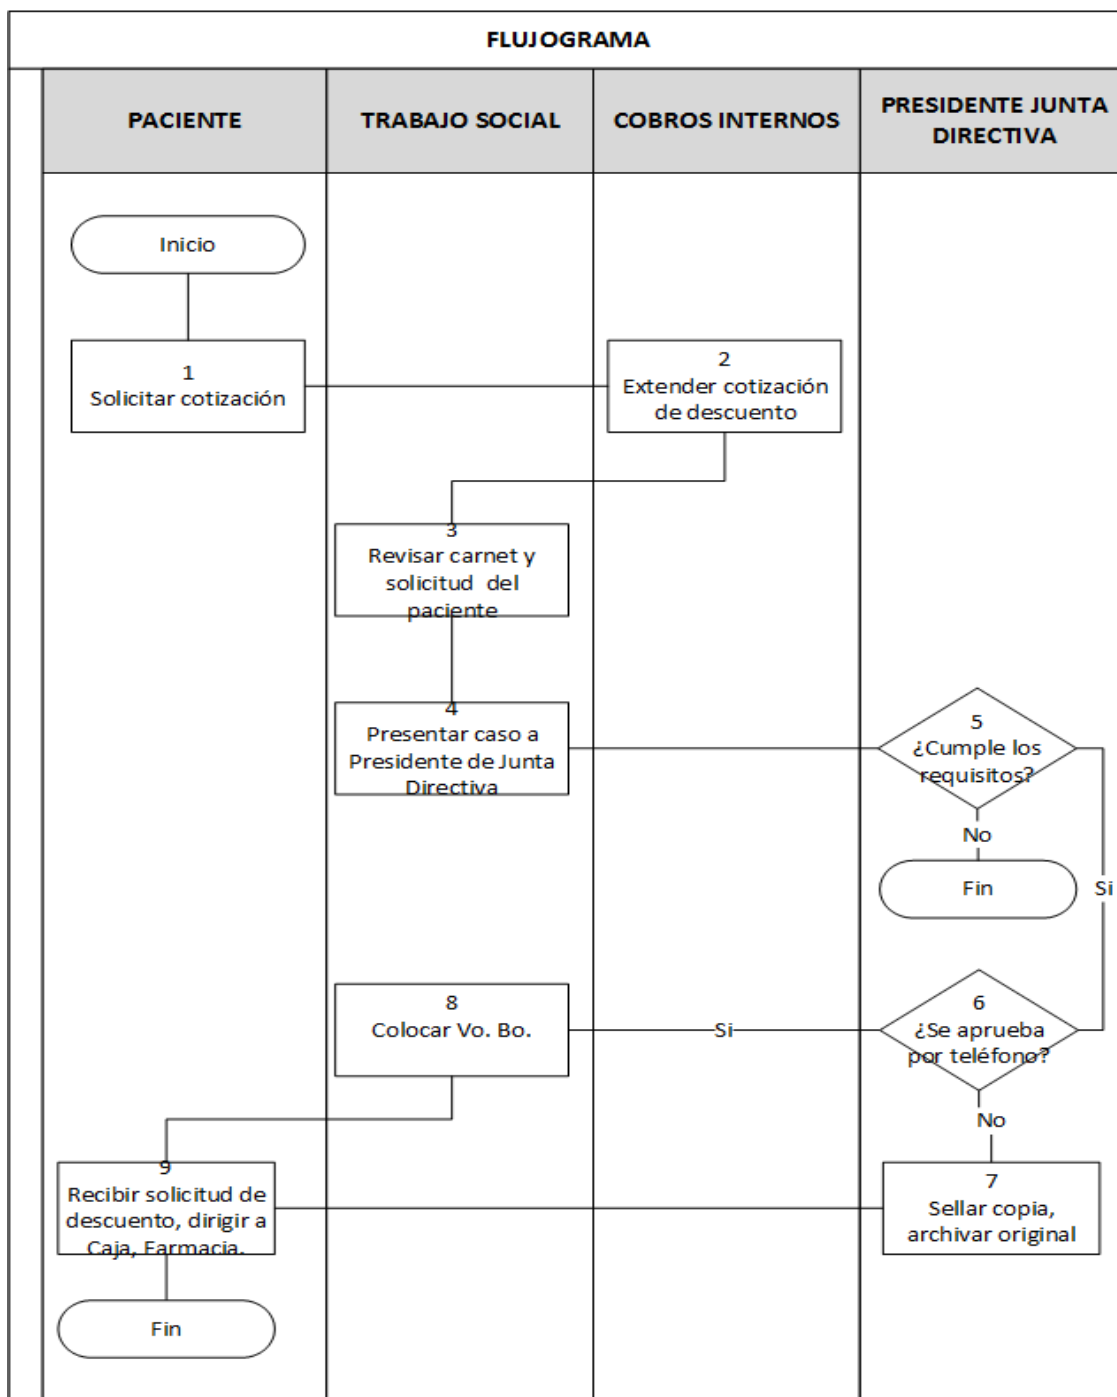 FLUJOGRAMA
PACIENTE
TRABAJO SOCIAL
COBROS INTERNOS
PRESIDENTE JUNTA
DIRECTIVA
Inicio
1
Solicitar cotización
2
Extender cotización
de descuento
3
Revisar carnet y
solicitud del
paciente
4
Presentar caso a
Presidente de Junta
Directiva
5
¿Cumple los
requisitos?
No
Fin
Si
6
¿Se aprueba
por teléfono?
Si
No
8
Colocar Vo. Bo.
7
Sellar copia,
archivar original
9
Recibir solicitud de
descuento, dirigir a
Caja, Farmacia.
Fin